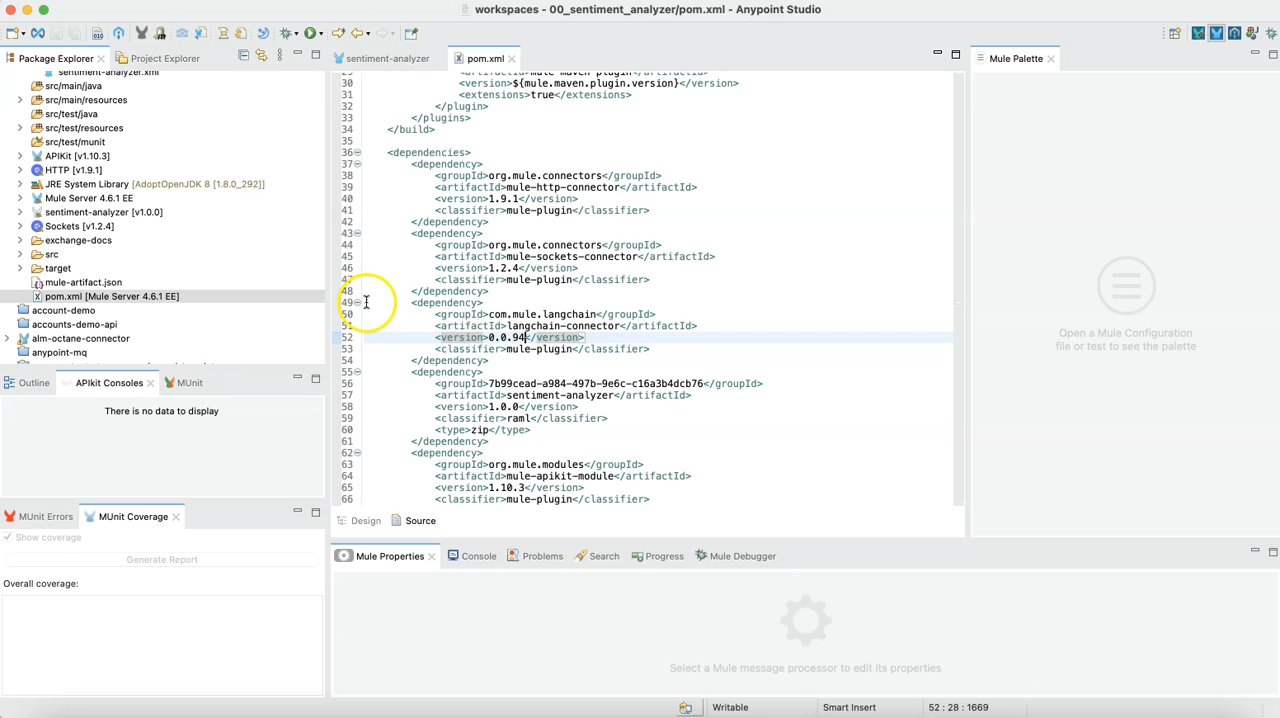 workspaces - 00_sentiment_analyzer/pom.xml - Anypoint Studio
Package Explorer
Project Explorer
sentiment-analyzer.xml
src/main/java
src/main/resources
src/test/java
src/test/resources
src/test/munit
APIKit [v1.10.3]
HTTP [v1.9.1]
JRE System Library [AdoptOpenJDK 8 [1.8.0_292]]
Mule Server 4.6.1 EE
sentiment-analyzer [v1.0.0]
Sockets [v1.2.4]
exchange-docs
src
target
mule-artifact.json
pom.xml [Mule Server 4.6.1 EE]
account-demo
accounts-demo-api
alm-octane-connector
anypoint-mq
Outline
APIkit Consoles
MUnit
There is no data to display
MUnit Errors
MUnit Coverage
Show coverage
Generate Report
Overall coverage:
sentiment-analyzer
pom.xml
29 <artifactId>mule-maven-plugin</artifactId>
30 <version>${mule.maven.plugin.version}</version>
31 <extensions>true</extensions>
32 </plugin>
33 </plugins>
34 </build>
35
36 <dependencies>
37 <dependency>
38 <groupId>org.mule.connectors</groupId>
39 <artifactId>mule-http-connector</artifactId>
40 <version>1.9.1</version>
41 <classifier>mule-plugin</classifier>
42 </dependency>
43 <dependency>
44 <groupId>org.mule.connectors</groupId>
45 <artifactId>mule-sockets-connector</artifactId>
46 <version>1.2.4</version>
47 <classifier>mule-plugin</classifier>
48 </dependency>
49 <dependency>
50 <groupId>com.mule.langchain</groupId>
51 <artifactId>langchain-connector</artifactId>
52 <version>0.0.94</version>
53 <classifier>mule-plugin</classifier>
54 </dependency>
55 <dependency>
56 <groupId>7b99cead-a984-497b-9e6c-c16a3b4dcb76</groupId>
57 <artifactId>sentiment-analyzer</artifactId>
58 <version>1.0.0</version>
59 <classifier>raml</classifier>
60 <type>zip</type>
61 </dependency>
62 <dependency>
63 <groupId>org.mule.modules</groupId>
64 <artifactId>mule-apikit-module</artifactId>
65 <version>1.10.3</version>
66 <classifier>mule-plugin</classifier>
Design
Source
Mule Palette
Open a Mule Configuration
file or test to see the palette
Mule Properties
Console
Problems
Search
Progress
Mule Debugger
Select a Mule message processor to edit its properties
Writable
Smart Insert
52 : 28 : 1669